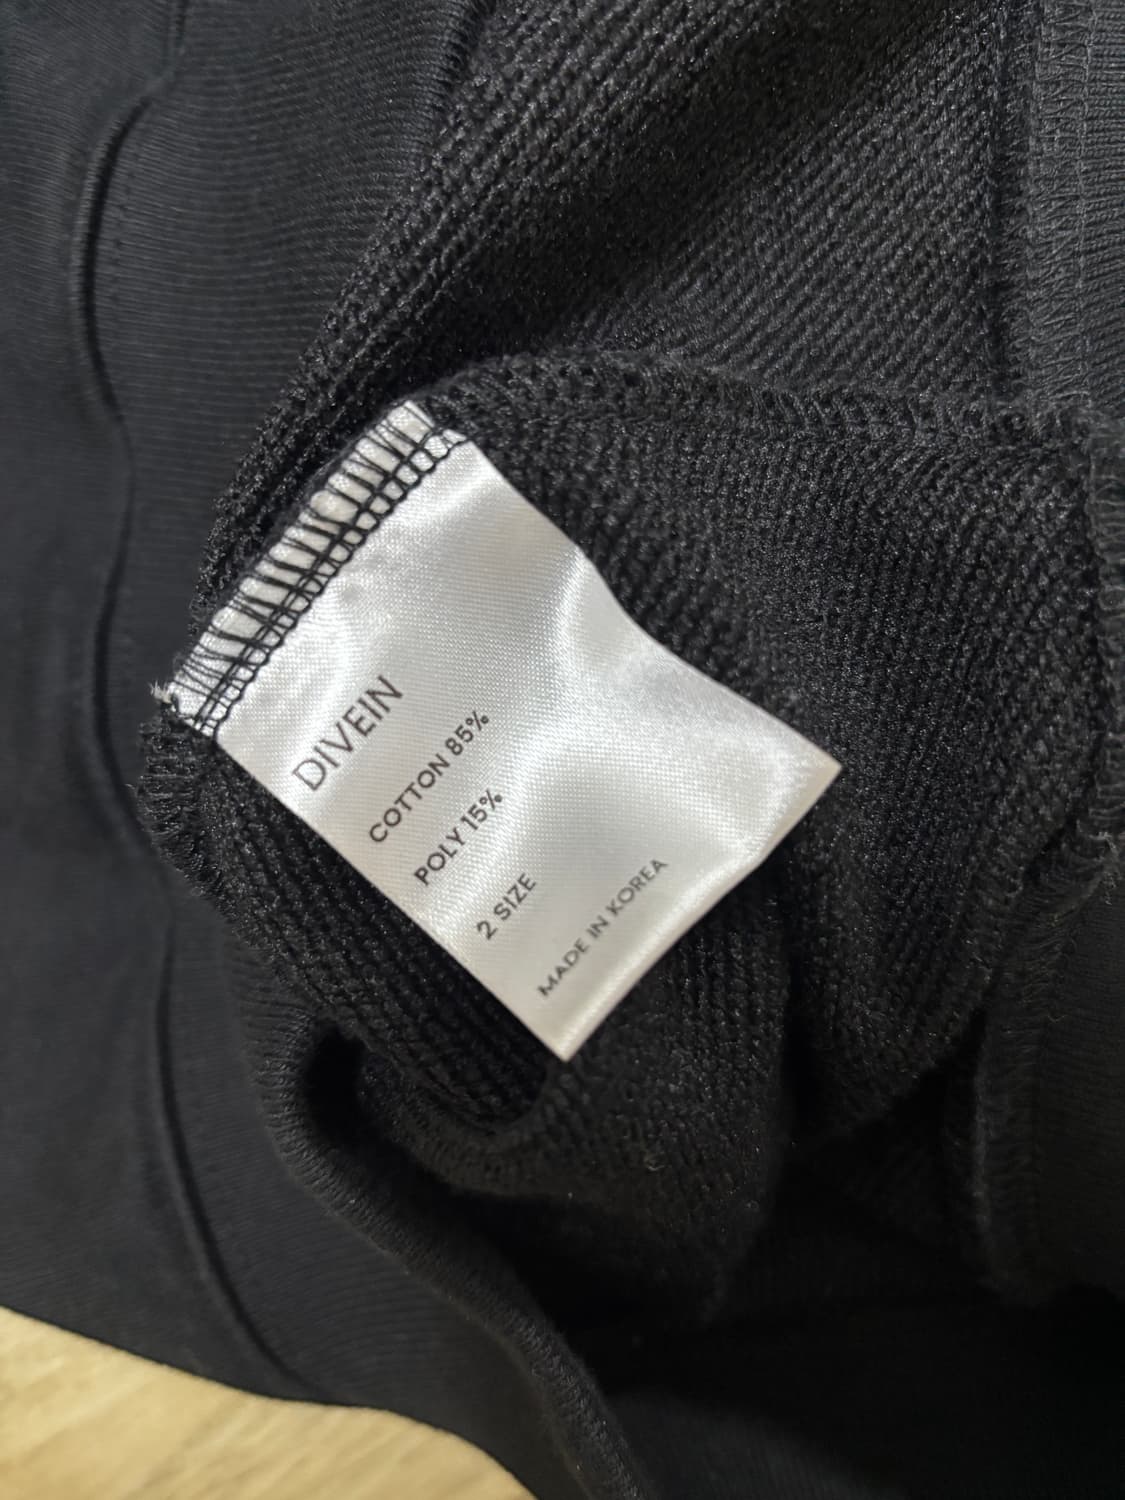 DIVEIN
COTTON 85%
POLY 15%
2 SIZE
MADE IN KOREA